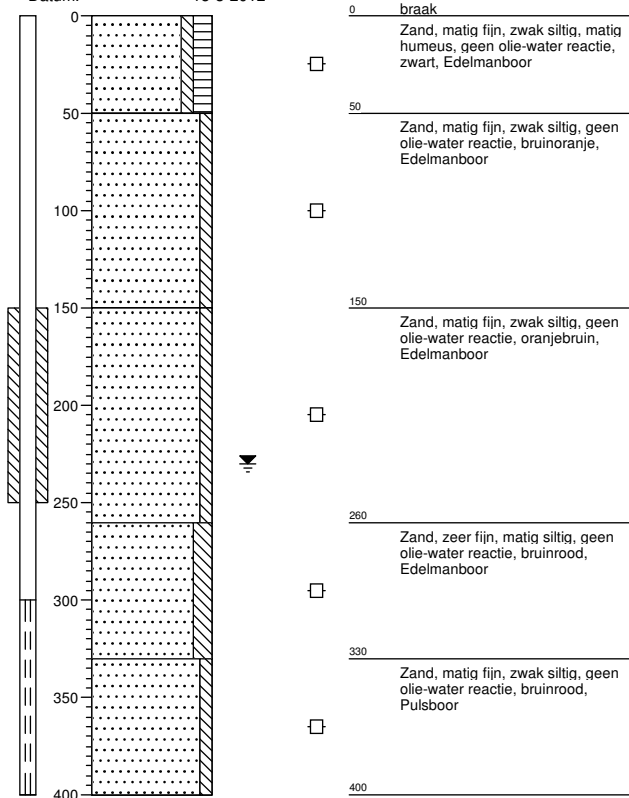 Datum:
0
50
100
150
200
250
300
350
400
0 braak
Zand, matig fijn, zwak siltig, matig
humeus, geen olie-water reactie,
zwart, Edelmanboor
50
Zand, matig fijn, zwak siltig, geen
olie-water reactie, bruinoranje,
Edelmanboor
150
Zand, matig fijn, zwak siltig, geen
olie-water reactie, oranjebruin,
Edelmanboor
260
Zand, zeer fijn, matig siltig, geen
olie-water reactie, bruinrood,
Edelmanboor
330
Zand, matig fijn, zwak siltig, geen
olie-water reactie, bruinrood,
Pulsboor
400